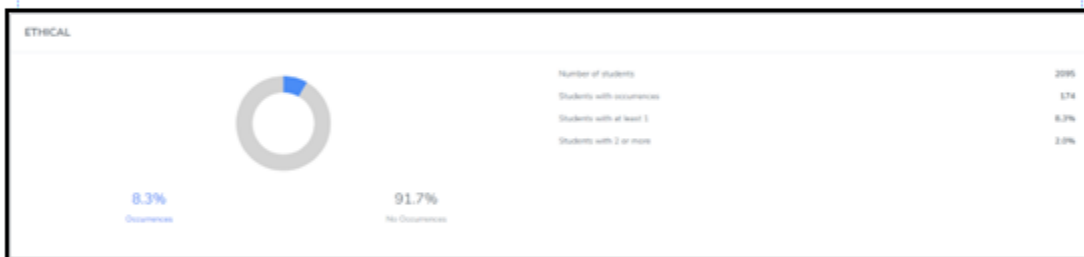 ETHICAL
Number of students 2095
Students with occurrences 174
Students with at least 1 8.3%
Students with 2 or more 2.0%
8.3% 91.7%
Occurrences No Occurrences